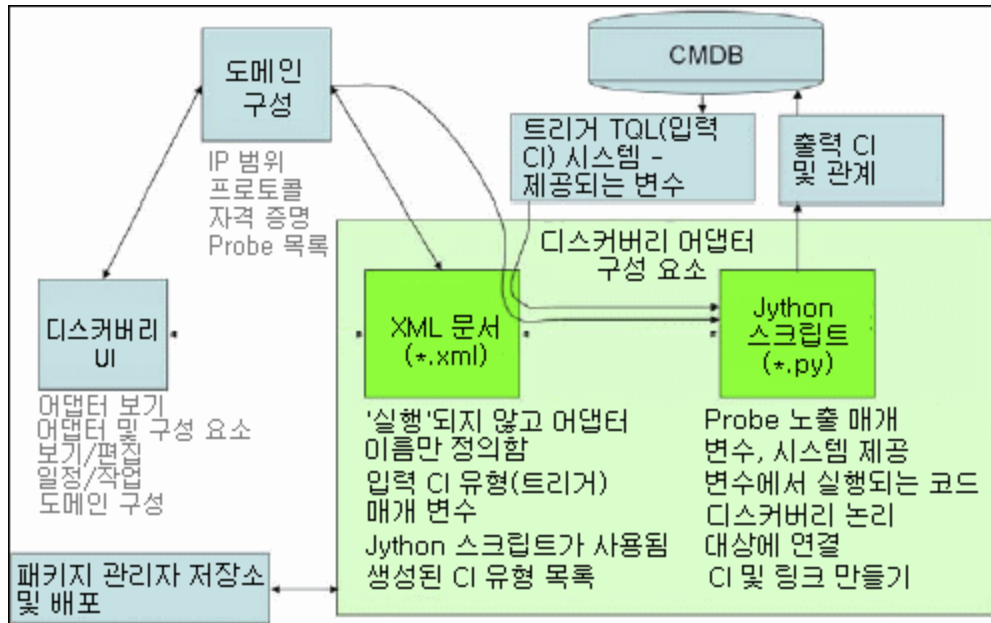 도메인
구성
IP 범위
프로토콜
자격 증명
Probe 목록
CMDB
트리거 TQL(입력
CI) 시스템 -
제공되는 변수
출력 CI
및 관계
디스커버리 어댑터
구성 요소
디스커버리
UI
어댑터 보기
어댑터 및 구성 요소
보기/편집
일정/작업
도메인 구성
XML 문서
(*.xml)
'실행'되지 않고 어댑터
이름만 정의함
입력 CI 유형(트리거)
매개 변수
Jython 스크립트가 사용됨
생성된 CI 유형 목록
Jython
스크립트
(*.py)
Probe 노출 매개
변수, 시스템 제공
변수에서 실행되는 코드
디스커버리 논리
대상에 연결
CI 및 링크 만들기
패키지 관리자 저장소
및 배포